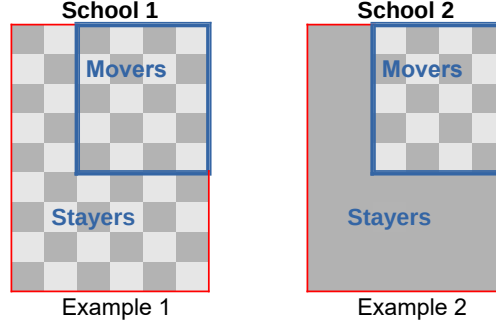 School 1
Movers
Stayers
Example 1
School 2
Movers
Stayers
Example 2